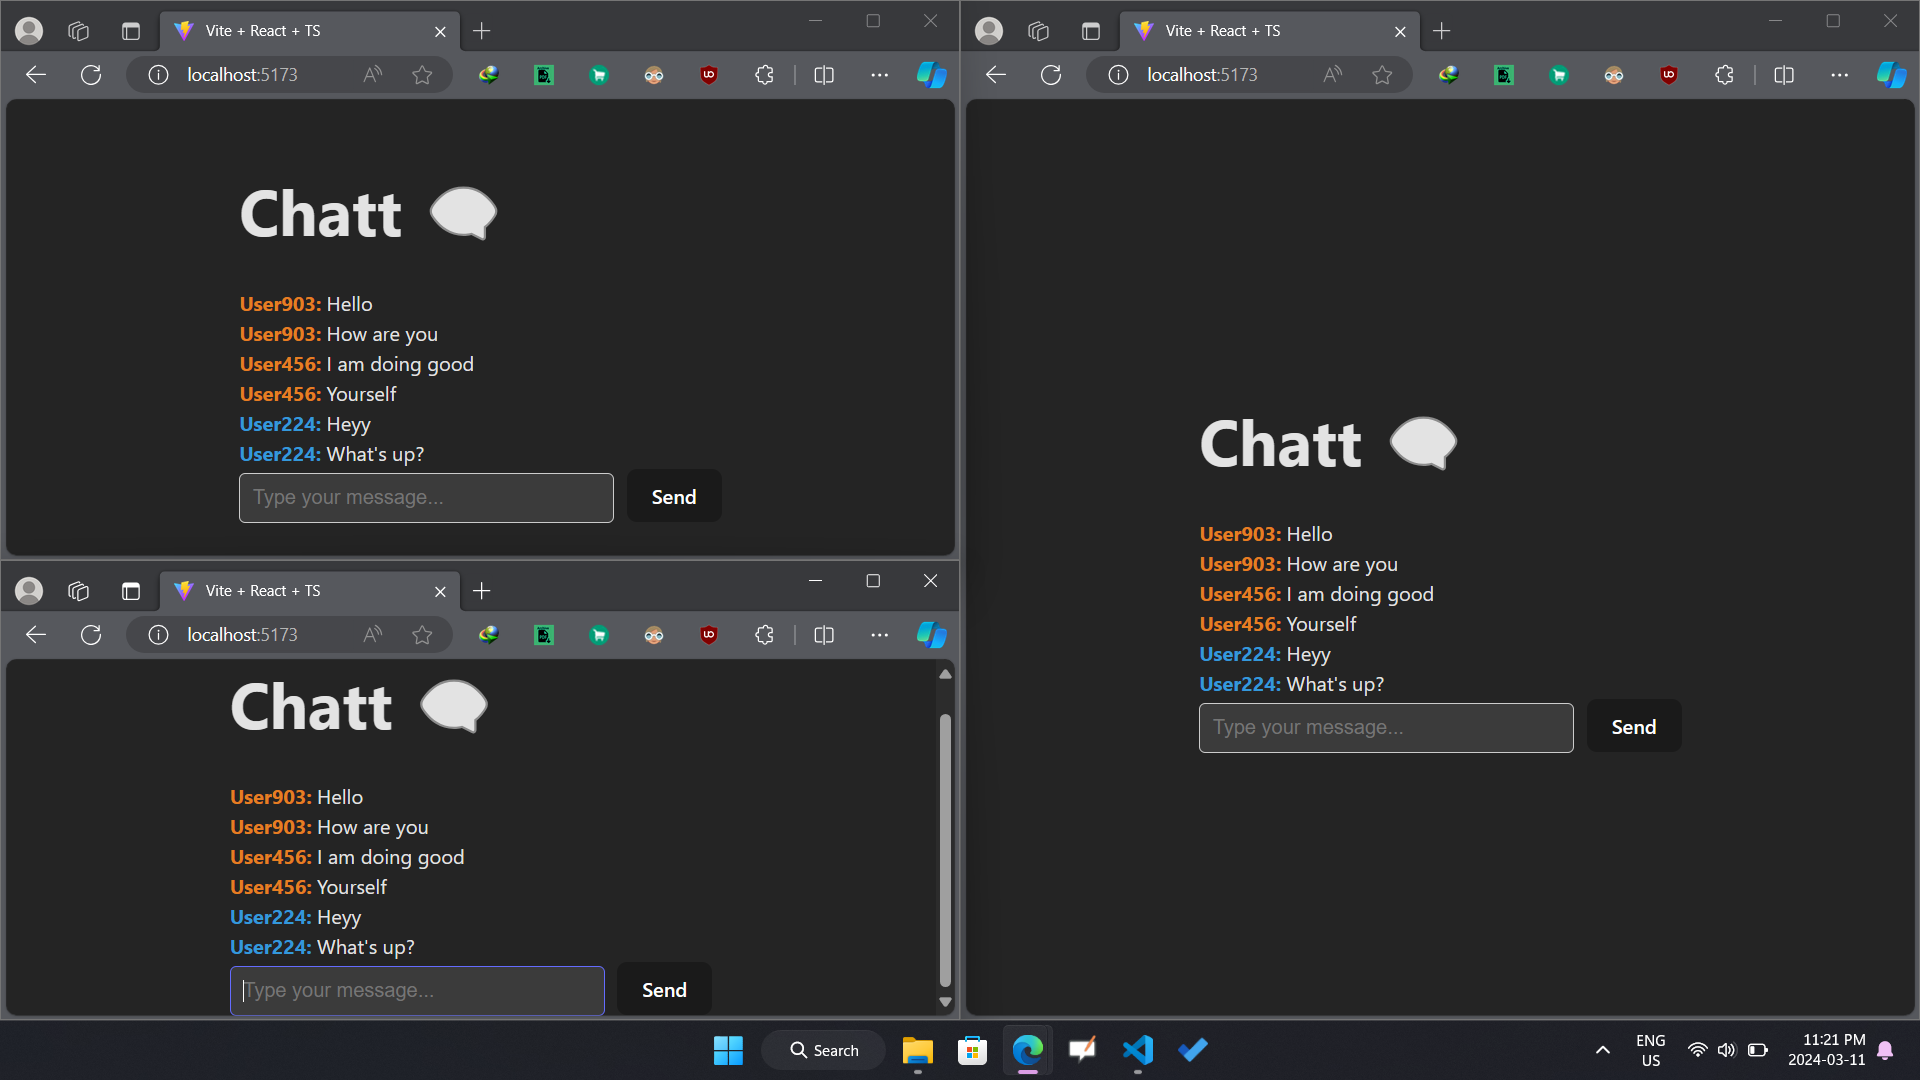 Vite + React + TS
localhost:5173
Chatt
User903: Hello
User903: How are you
User456: I am doing good
User456: Yourself
User224: Heyy
User224: What's up?
Type your message...
Send
Vite + React + TS
localhost:5173
Chatt
User903: Hello
User903: How are you
User456: I am doing good
User456: Yourself
User224: Heyy
User224: What's up?
Type your message...
Send
Vite + React + TS
localhost:5173
Chatt
User903: Hello
User903: How are you
User456: I am doing good
User456: Yourself
User224: Heyy
User224: What's up?
Type your message...
Send
Search
ENG
US
11:21 PM
2024-03-11